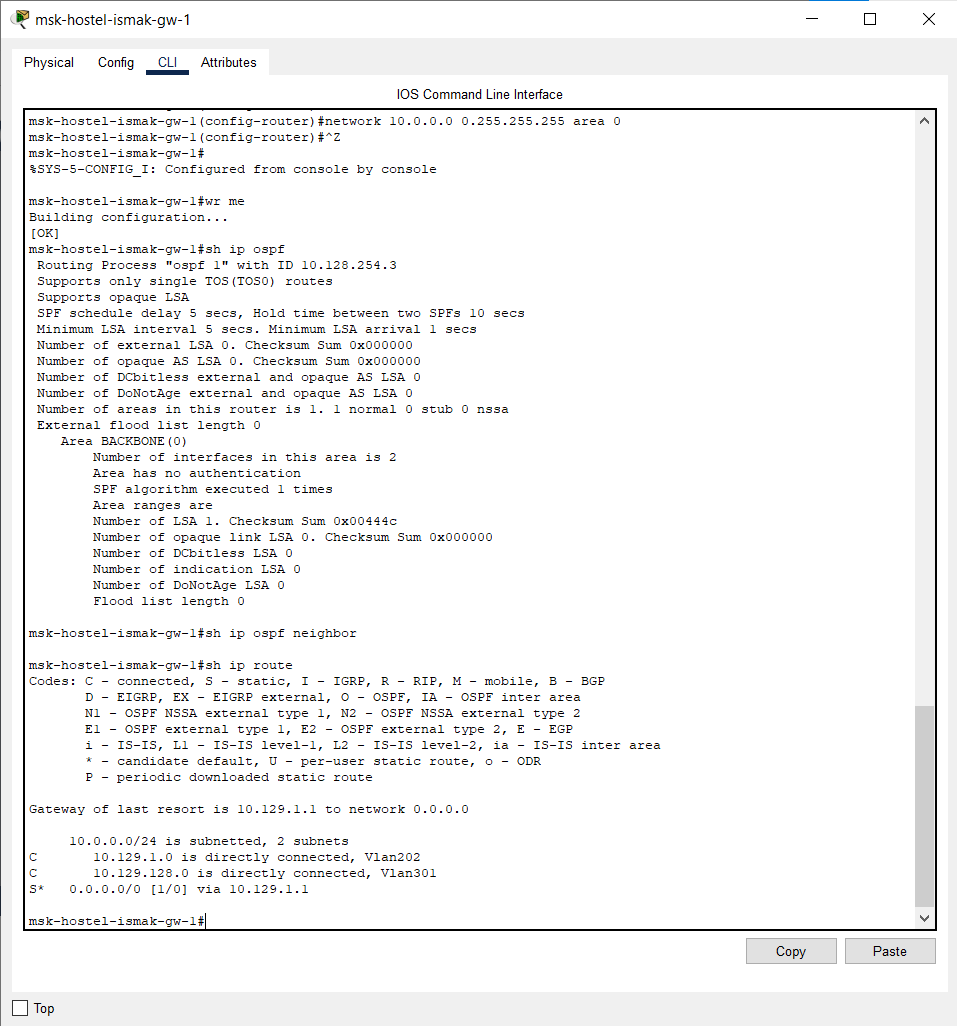 msk-hostel-ismak-gw-1
Physical Config CLI Attributes
IOS Command Line Interface
msk-hostel-ismak-gw-1(config-router)#network 10.0.0.0 0.255.255.255 area 0
msk-hostel-ismak-gw-1(config-router)#^Z
msk-hostel-ismak-gw-1#
%SYS-5-CONFIG_I: Configured from console by console
msk-hostel-ismak-gw-1#wr me
Building configuration...
[OK]
msk-hostel-ismak-gw-1#sh ip ospf
Routing Process "ospf 1" with ID 10.128.254.3
Supports only single TOS(TOS0) routes
Supports opaque LSA
SPF schedule delay 5 secs, Hold time between two SPFs 10 secs
Minimum LSA interval 5 secs. Minimum LSA arrival 1 secs
Number of external LSA 0. Checksum Sum 0x000000
Number of opaque AS LSA 0. Checksum Sum 0x000000
Number of DCbitless external and opaque AS LSA 0
Number of DoNotAge external and opaque AS LSA 0
Number of areas in this router is 1. 1 normal 0 stub 0 nssa
External flood list length 0
Area BACKBONE(0)
Number of interfaces in this area is 2
Area has no authentication
SPF algorithm executed 1 times
Area ranges are
Number of LSA 1. Checksum Sum 0x00444c
Number of opaque link LSA 0. Checksum Sum 0x000000
Number of DCbitless LSA 0
Number of indication LSA 0
Number of DoNotAge LSA 0
Flood list length 0
msk-hostel-ismak-gw-1#sh ip ospf neighbor
msk-hostel-ismak-gw-1#sh ip route
Codes: C - connected, S - static, I - IGRP, R - RIP, M - mobile, B - BGP
D - EIGRP, EX - EIGRP external, O - OSPF, IA - OSPF inter area
N1 - OSPF NSSA external type 1, N2 - OSPF NSSA external type 2
E1 - OSPF external type 1, E2 - OSPF external type 2, E - EGP
i - IS-IS, L1 - IS-IS level-1, L2 - IS-IS level-2, ia - IS-IS inter area
* - candidate default, U - per-user static route, o - ODR
P - periodic downloaded static route
Gateway of last resort is 10.129.1.1 to network 0.0.0.0
10.0.0.0/24 is subnetted, 2 subnets
C 10.129.1.0 is directly connected, Vlan202
C 10.129.128.0 is directly connected, Vlan301
S* 0.0.0.0/0 [1/0] via 10.129.1.1
msk-hostel-ismak-gw-1#
Copy Paste
Top